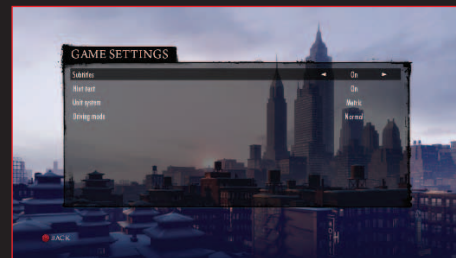 GAME SETTINGS
Subtitles ◄ On ►
Hint text On
Unit system Metric
Driving mode Normal
BACK